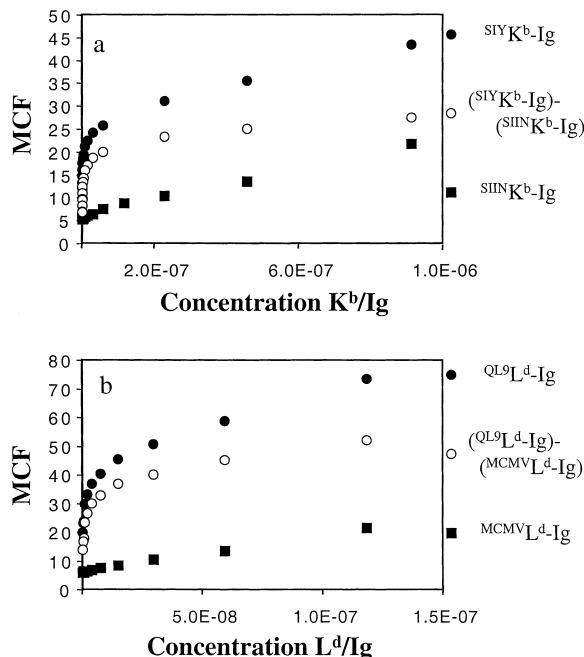 50
45
40
35
30
25
20
15
10
5
0
MCF
a
2.0E-07 6.0E-07 1.0E-06
Concentration Kᵇ/Ig
ˢᴵʸKᵇ-Ig
(ˢᴵʸKᵇ-Ig)-
(ˢᴵᴵᴺKᵇ-Ig)
ˢᴵᴵᴺKᵇ-Ig
80
70
60
50
40
30
20
10
0
MCF
b
5.0E-08 1.0E-07 1.5E-07
Concentration Lᵈ/Ig
QL9Lᵈ-Ig
(QL9Lᵈ-Ig)-
(MCMVLᵈ-Ig)
MCMVLᵈ-Ig